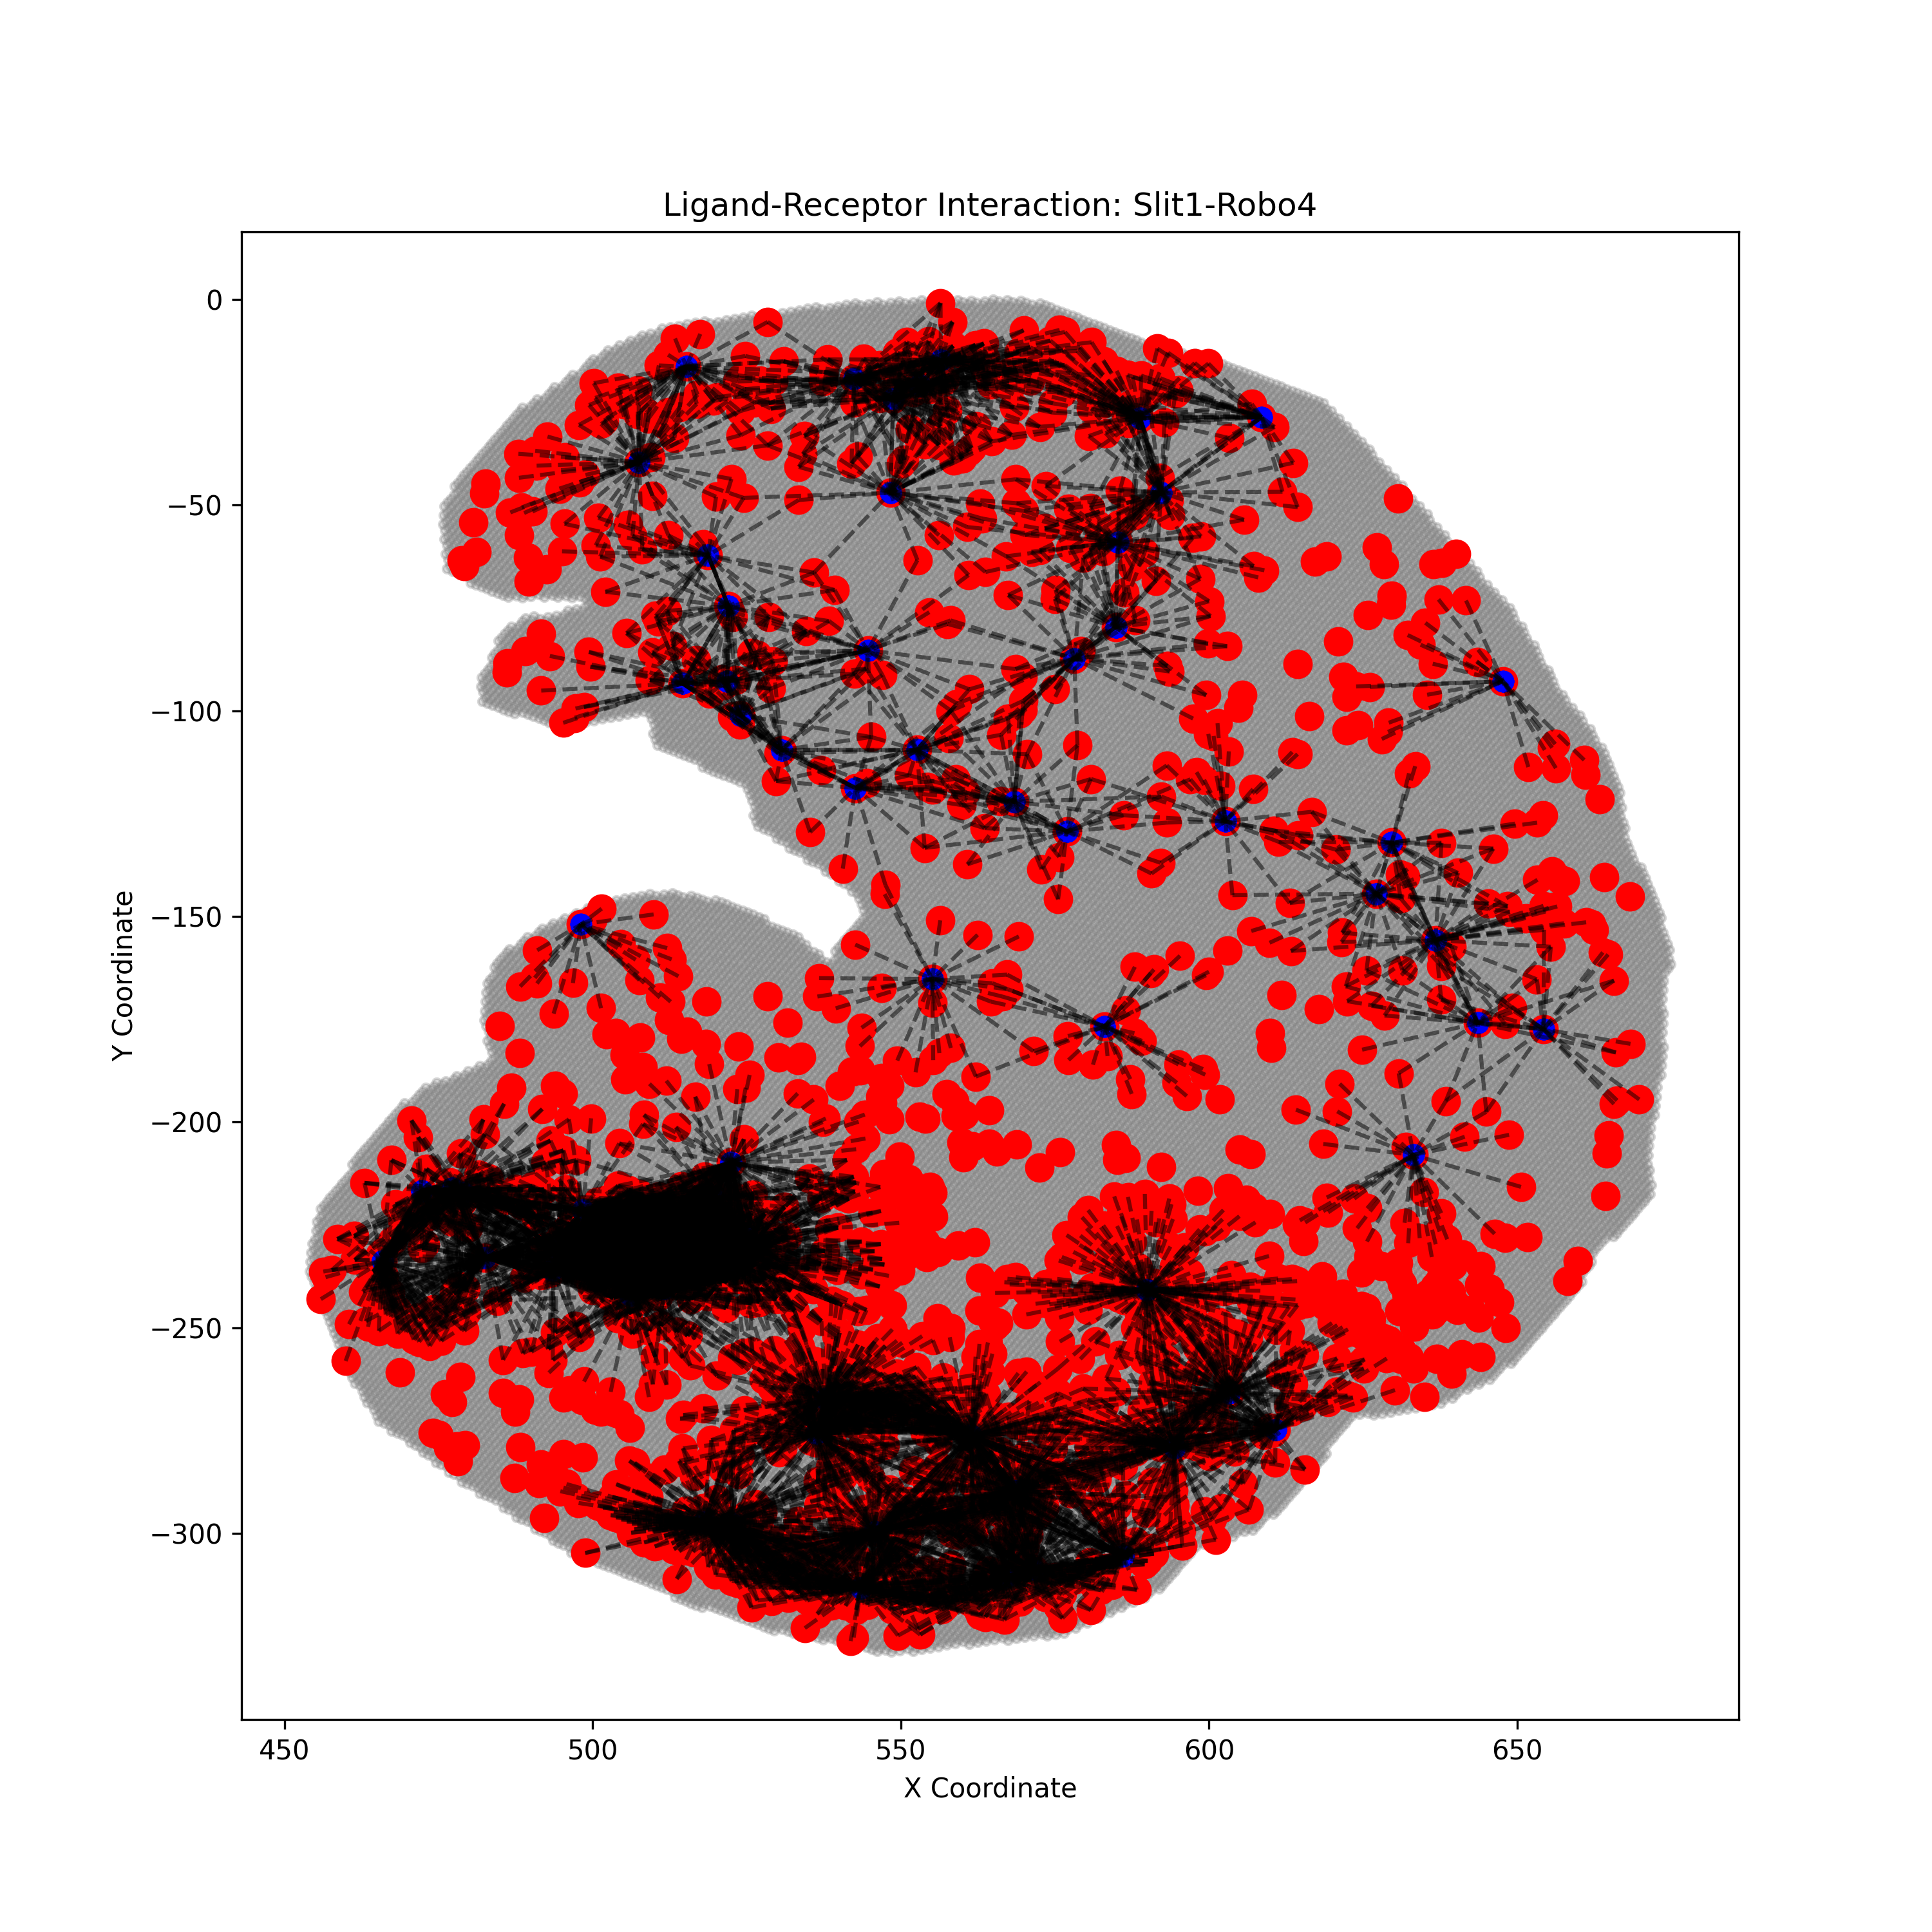 Ligand-Receptor Interaction: Slit1-Robo4
0
−50
−100
−150
−200
−250
−300
Y Coordinate
450 500 550 600 650
X Coordinate